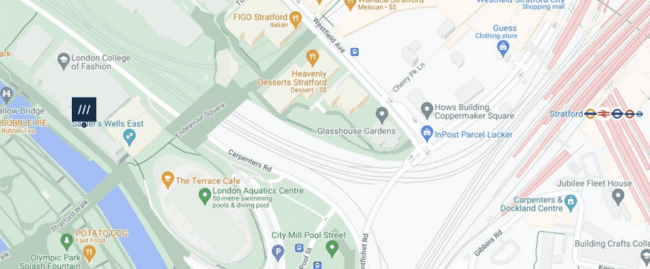 Wahaca Stratford
Mexican · $$
Westfield Stratford City
Shopping mall
FIGO Stratford
Italian
Westfield Ave
Guess
Clothing store
London College
of Fashion
Heavenly
Desserts Stratford
Dessert · $$
Cherry Pk Ln
allow Bridge
BUBBLEPIE
Bubble Tea
Sadler's Wells East
Endeavour Square
Hows Building,
Coppermaker Square
Stratford
Glasshouse Gardens
InPost Parcel Locker
Carpenters Rd
The Terrace Cafe
London Aquatics Centre
50-metre swimming
pools & diving pool
Jubilee Fleet House
Carpenters &
Dockland Centre
Stratford Walk
POTATO DOG
Fast Food
City Mill Pool Street
Pool St
ntfichet Rd
Gibbins Rd
Building Crafts Colle
Olympic Park
Splash Fountain